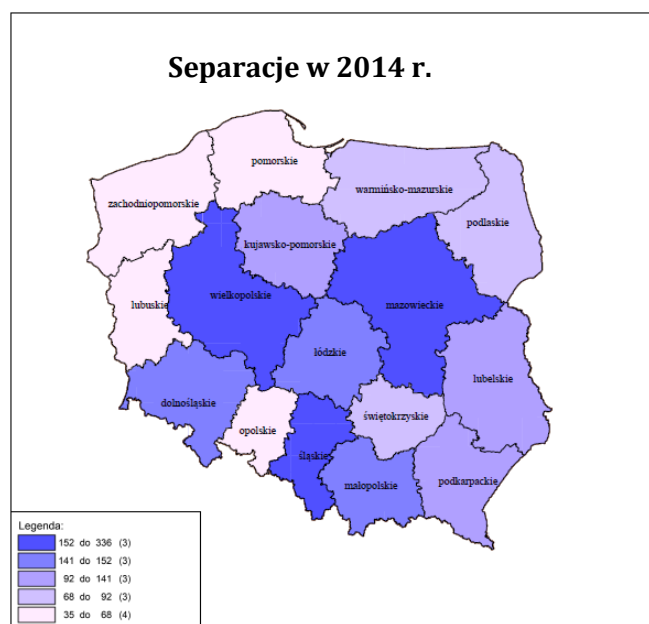 Separacje w 2014 r.
pomorskie
warmińsko-mazurskie
zachodniopomorskie
podlaskie
kujawsko-pomorskie
wielkopolskie
mazowieckie
lubuskie
łódzkie
lubelskie
dolnośląskie
świętokrzyskie
opolskie
śląskie
podkarpackie
małopolskie
Legenda:
152 do 336 (3)
141 do 152 (3)
92 do 141 (3)
68 do 92 (3)
35 do 68 (4)